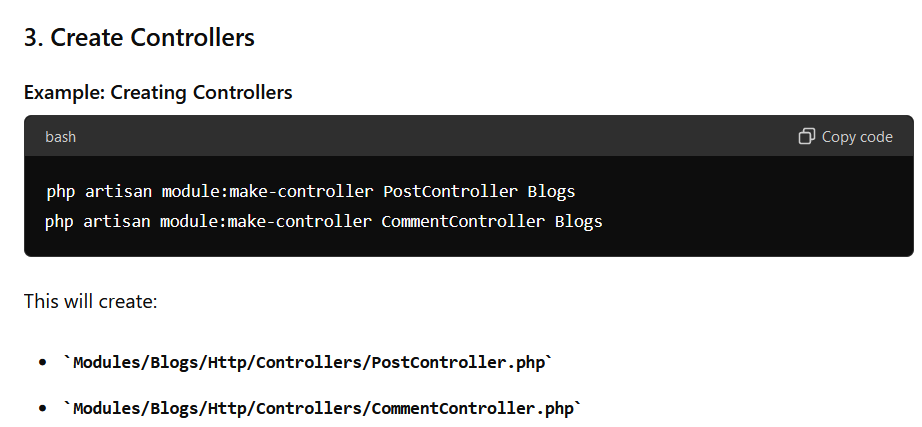 3. Create Controllers
Example: Creating Controllers
bash
Copy code
php artisan module:make-controller PostController Blogs
php artisan module:make-controller CommentController Blogs
This will create:
• `Modules/Blogs/Http/Controllers/PostController.php`
• `Modules/Blogs/Http/Controllers/CommentController.php`